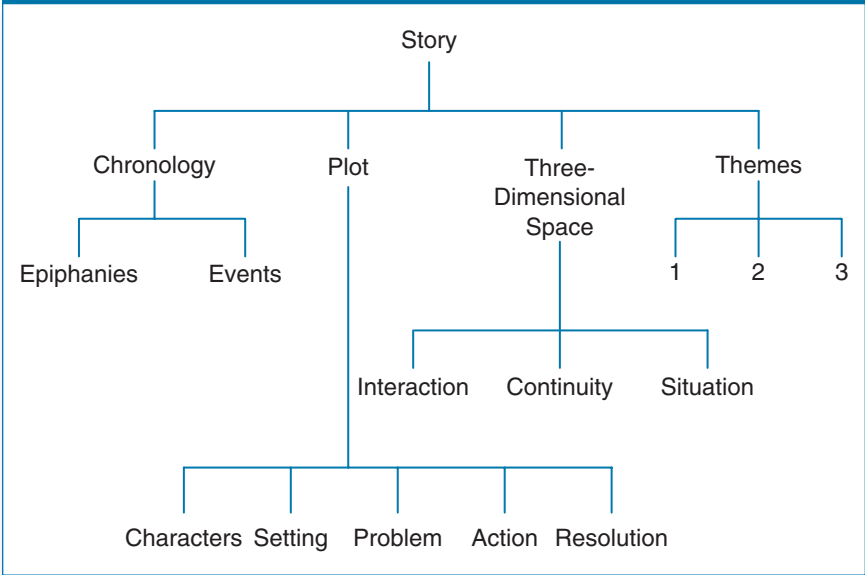 Story
Chronology
Plot
Three-
Dimensional
Space
Themes
Epiphanies
Events
1
2
3
Interaction
Continuity
Situation
Characters
Setting
Problem
Action
Resolution